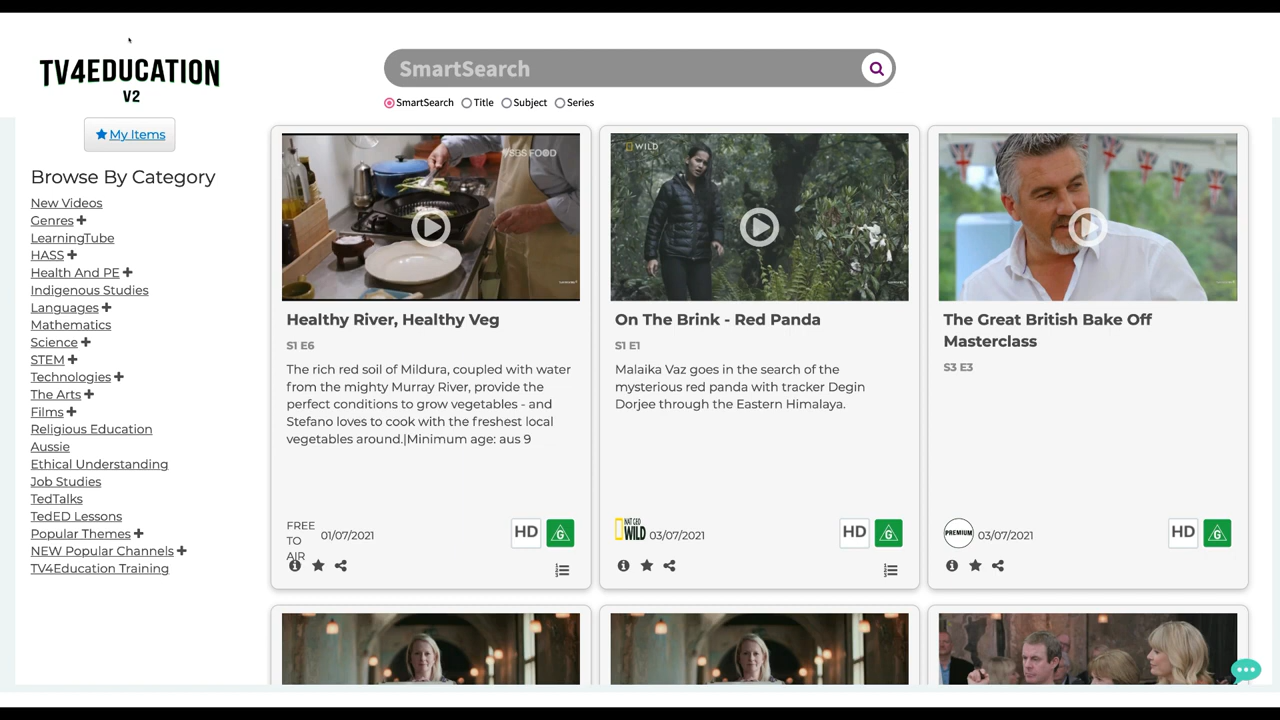 TV4EDUCATION
V2
SmartSearch
SmartSearch Title Subject Series
My Items
Browse By Category
New Videos
Genres +
LearningTube
HASS +
Health And PE +
Indigenous Studies
Languages +
Mathematics
Science +
STEM +
Technologies +
The Arts +
Films +
Religious Education
Aussie
Ethical Understanding
Job Studies
TedTalks
TedED Lessons
Popular Themes +
NEW Popular Channels +
TV4Education Training
SBS FOOD
Healthy River, Healthy Veg
S1 E6
The rich red soil of Mildura, coupled with water
from the mighty Murray River, provide the
perfect conditions to grow vegetables - and
Stefano loves to cook with the freshest local
vegetables around.|Minimum age: aus 9
FREE
TO
AIR
01/07/2021
HD
G
WILD
On The Brink - Red Panda
S1 E1
Malaika Vaz goes in the search of the
mysterious red panda with tracker Degin
Dorjee through the Eastern Himalaya.
NAT GEO
WILD
03/07/2021
HD
G
The Great British Bake Off
Masterclass
S3 E3
PREMIUM
03/07/2021
HD
G